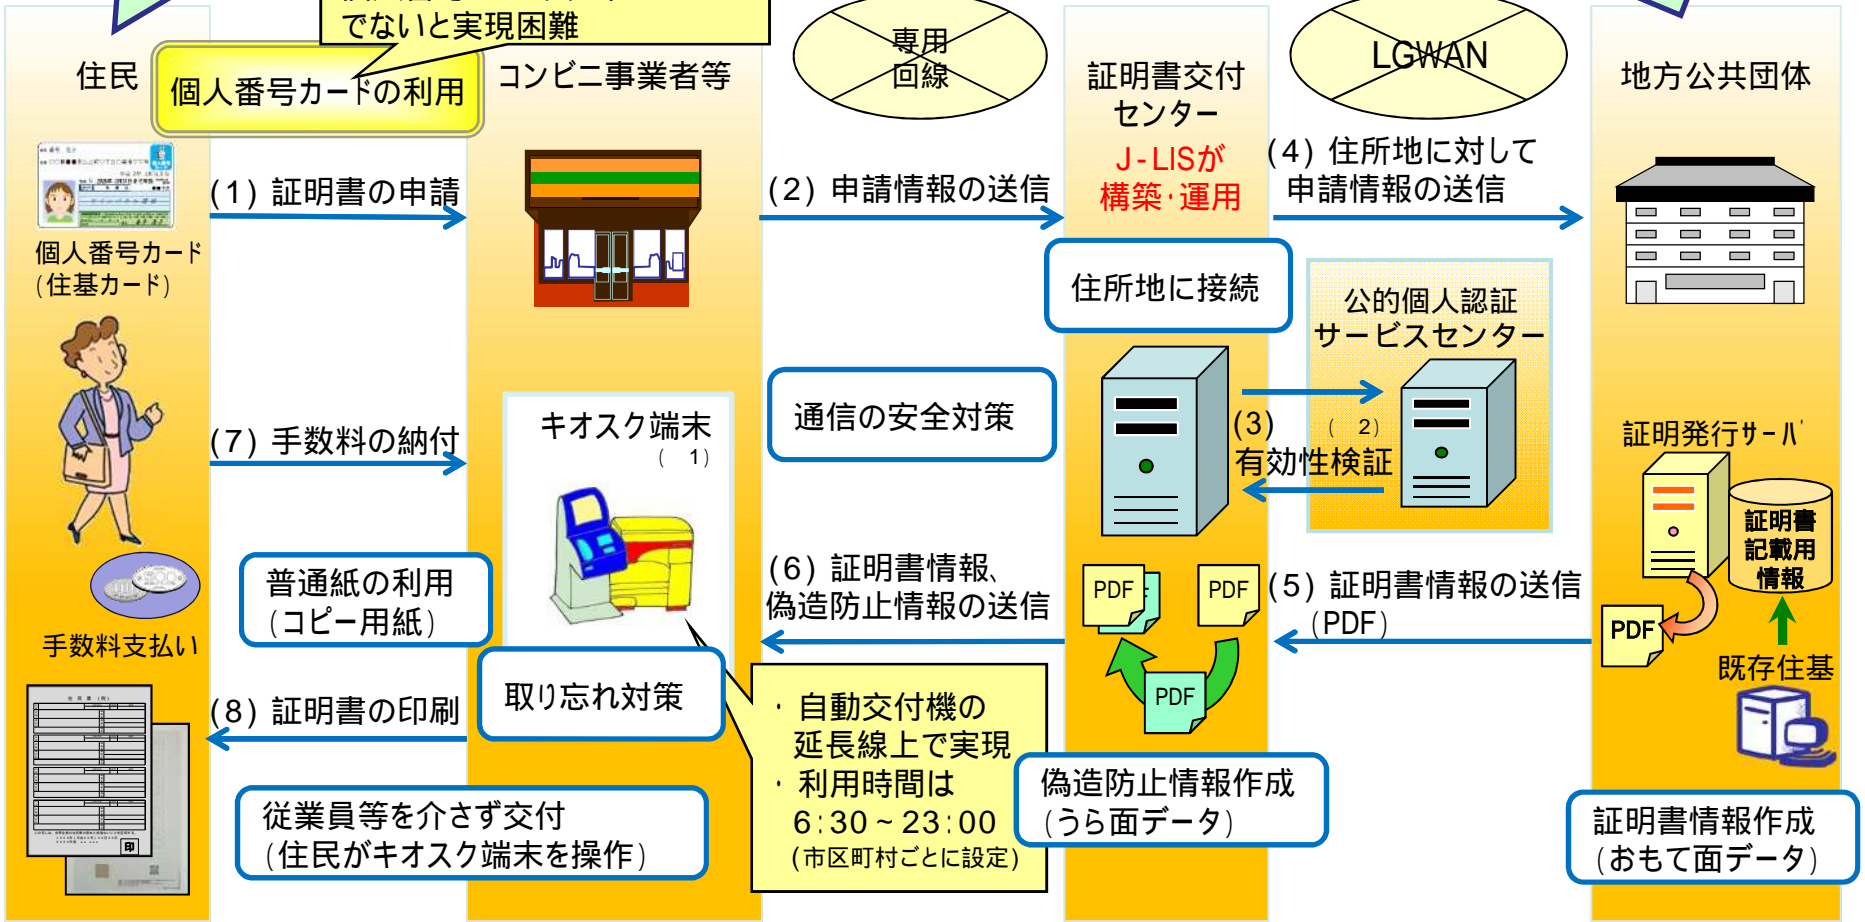 でないと実現困難
住民
個人番号カードの利用
コンビニ事業者等
専用
回線
証明書交付
センター
J-LISが
構築・運用
LGWAN
地方公共団体
個人番号カード
(住基カード)
(1) 証明書の申請
(2) 申請情報の送信
(4) 住所地に対して
申請情報の送信
住所地に接続
公的個人認証
サービスセンター
(3)
( 2)
有効性検証
通信の安全対策
キオスク端末
( 1)
(7) 手数料の納付
証明発行サーバ
証明書
記載用
情報
PDF
既存住基
(5) 証明書情報の送信
(PDF)
PDF
PDF
PDF
(6) 証明書情報、
偽造防止情報の送信
普通紙の利用
(コピー用紙)
手数料支払い
取り忘れ対策
(8) 証明書の印刷
・自動交付機の
延長線上で実現
・利用時間は
6:30~23:00
(市区町村ごとに設定)
従業員等を介さず交付
(住民がキオスク端末を操作)
偽造防止情報作成
(うら面データ)
証明書情報作成
(おもて面データ)
印